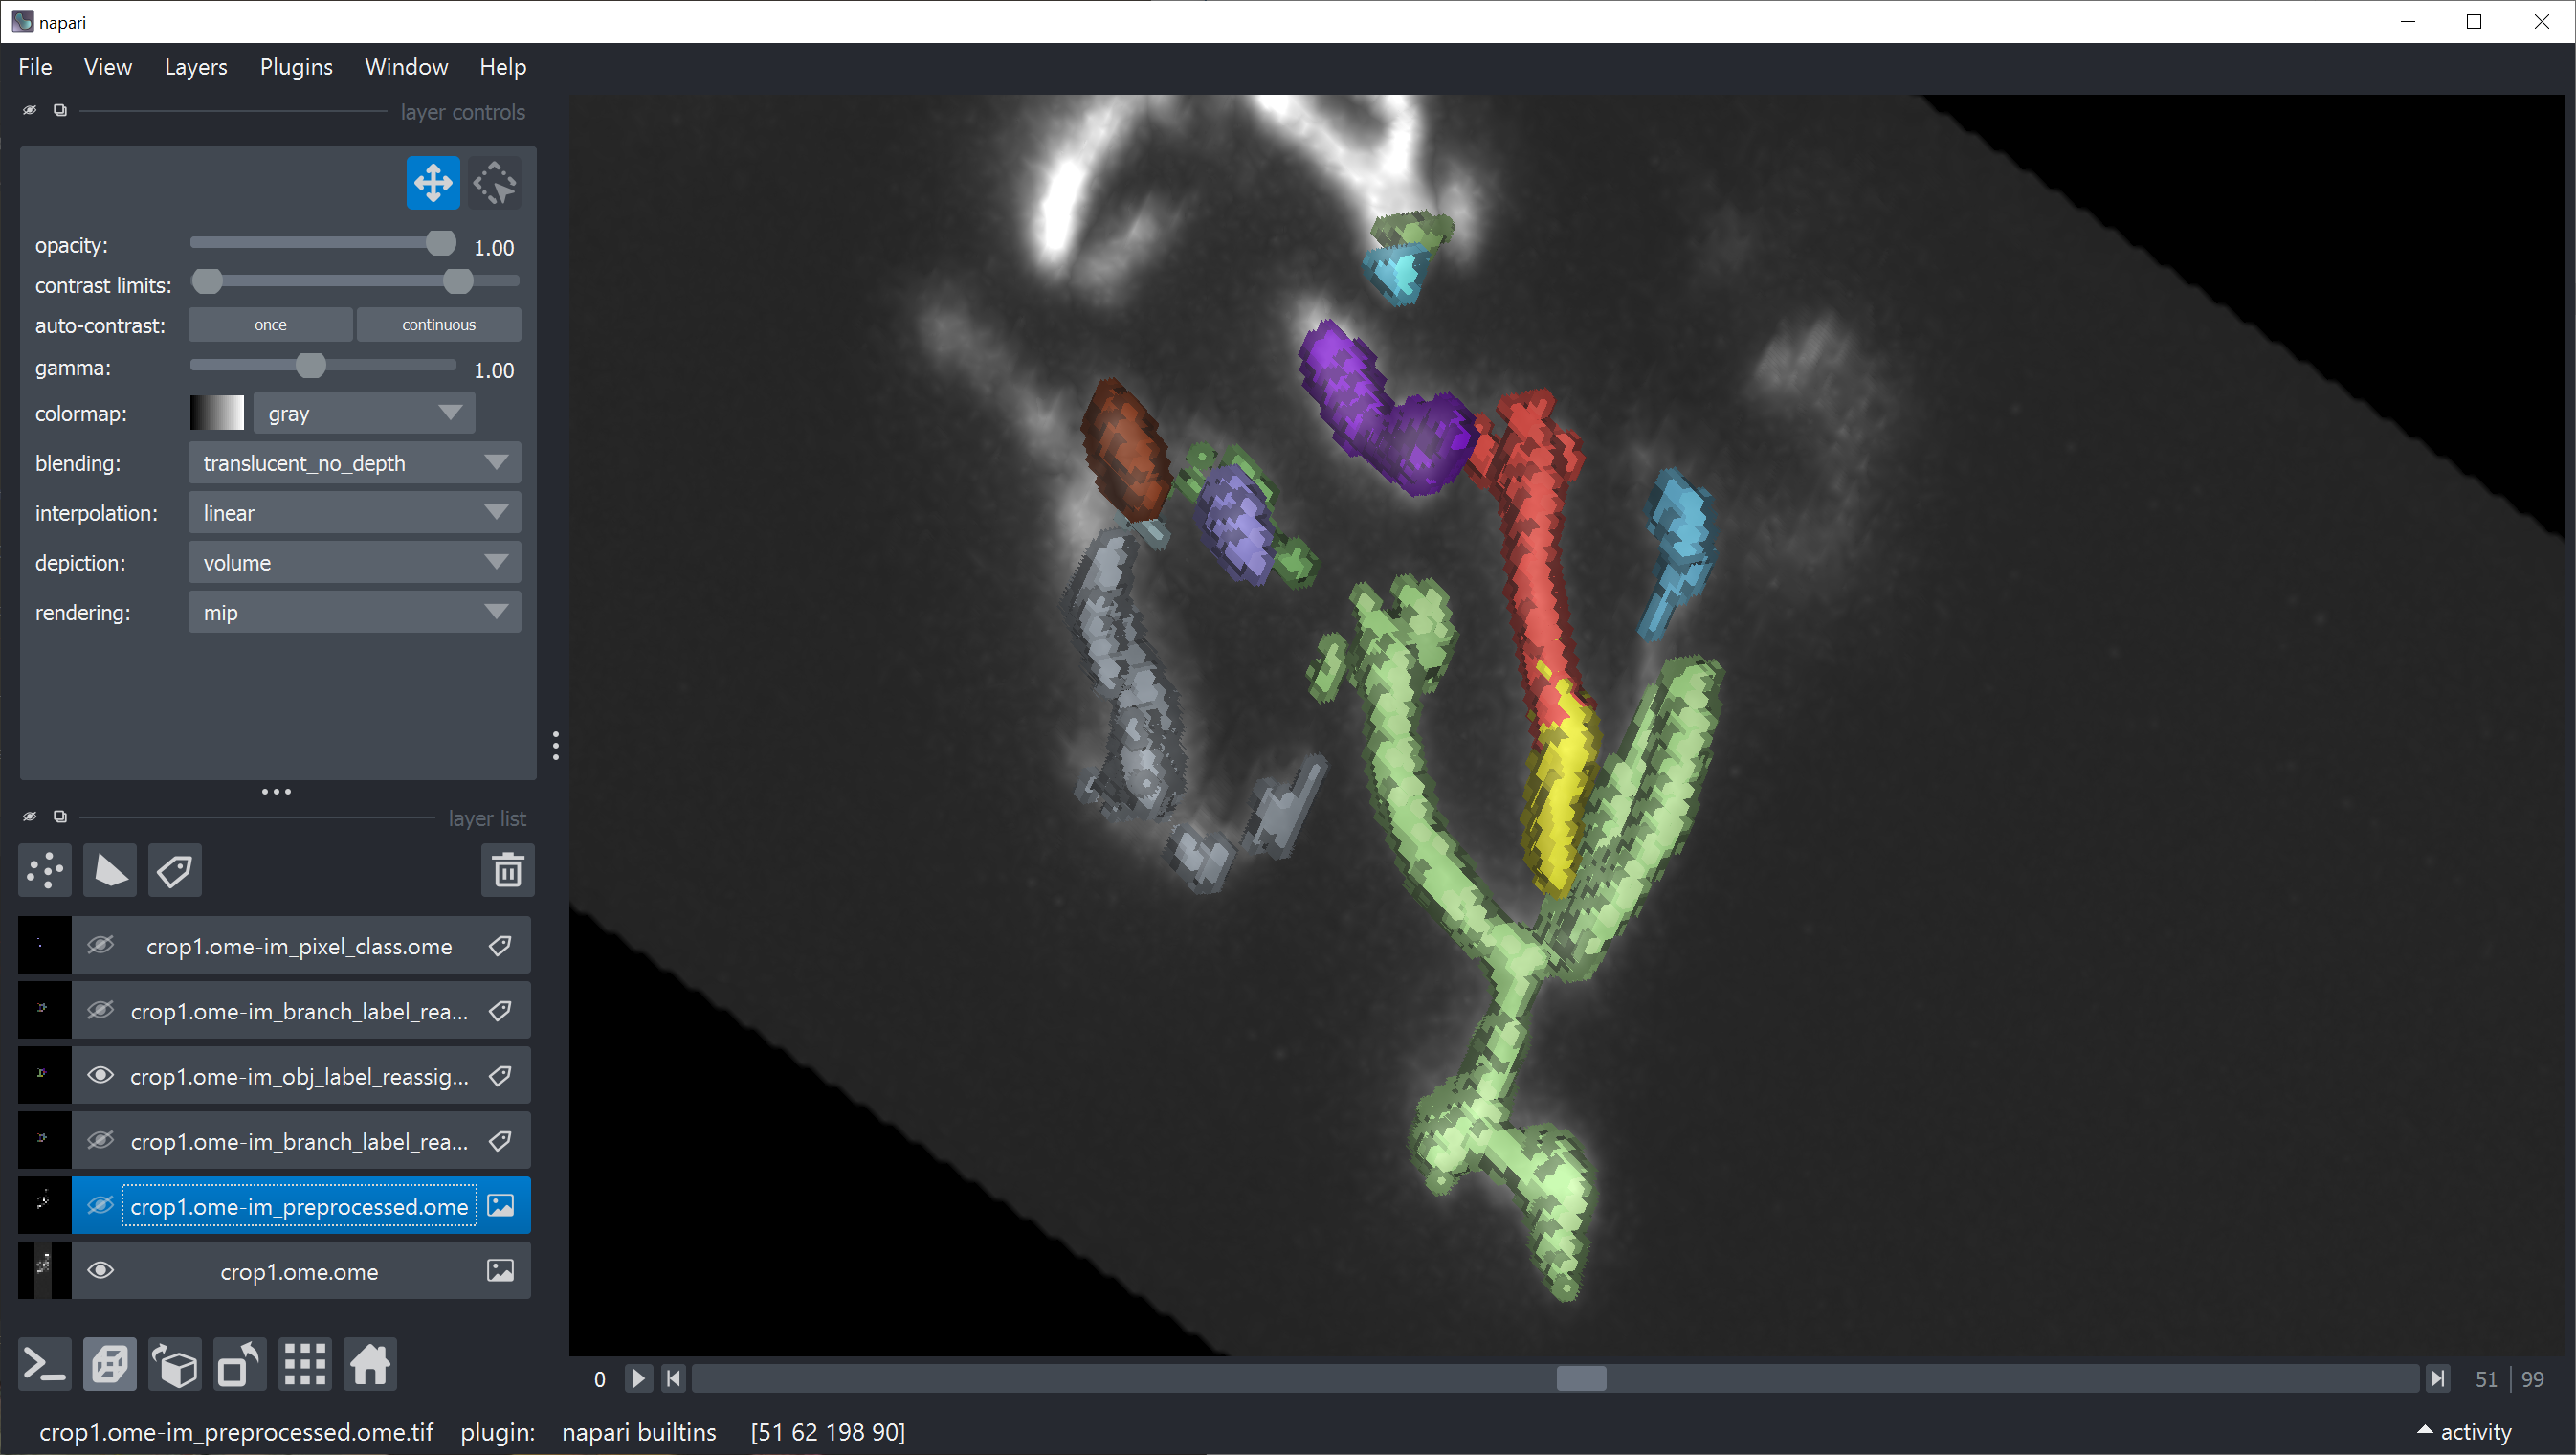 napari
File View Layers Plugins Window Help
layer controls
opacity: 1.00
contrast limits:
auto-contrast: once continuous
gamma: 1.00
colormap: gray
blending: translucent_no_depth
interpolation: linear
depiction: volume
rendering: mip
layer list
crop1.ome-im_pixel_class.ome
crop1.ome-im_branch_label_rea...
crop1.ome-im_obj_label_reassig...
crop1.ome-im_branch_label_rea...
crop1.ome-im_preprocessed.ome
crop1.ome.ome
0 51 99
crop1.ome-im_preprocessed.ome.tif plugin: napari builtins [51 62 198 90] activity